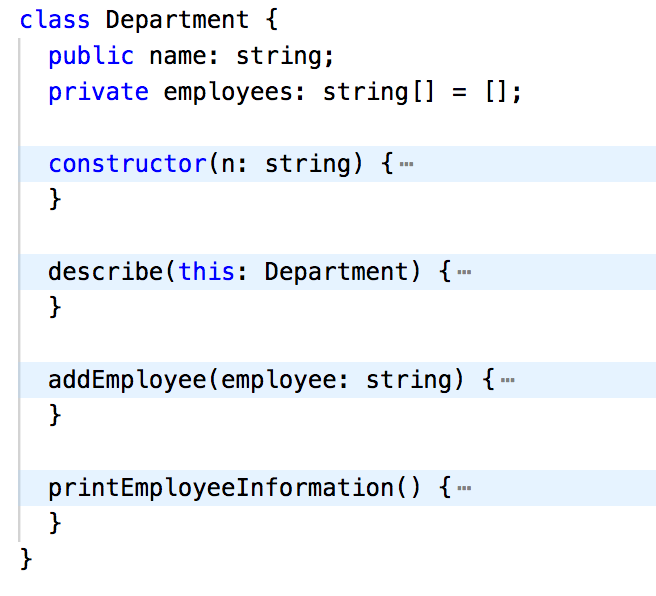 class Department {
public name: string;
private employees: string[] = [];
constructor(n: string) {⋯
}
describe(this: Department) {⋯
}
addEmployee(employee: string) {⋯
}
printEmployeeInformation() {⋯
}
}